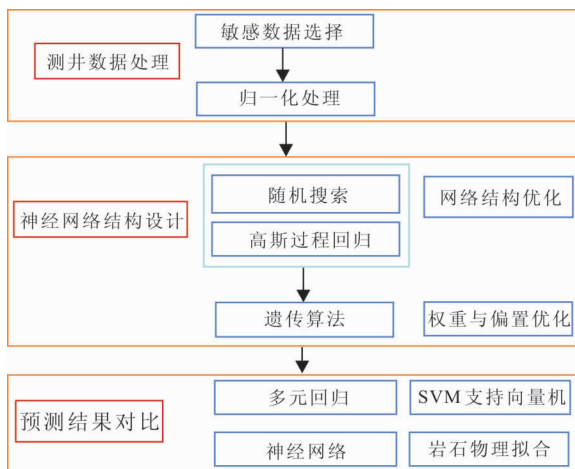 敏感数据选择
测井数据处理
归一化处理
随机搜索
网络结构优化
神经网络结构设计
高斯过程回归
遗传算法
权重与偏置优化
多元回归
SVM支持向量机
预测结果对比
神经网络
岩石物理拟合